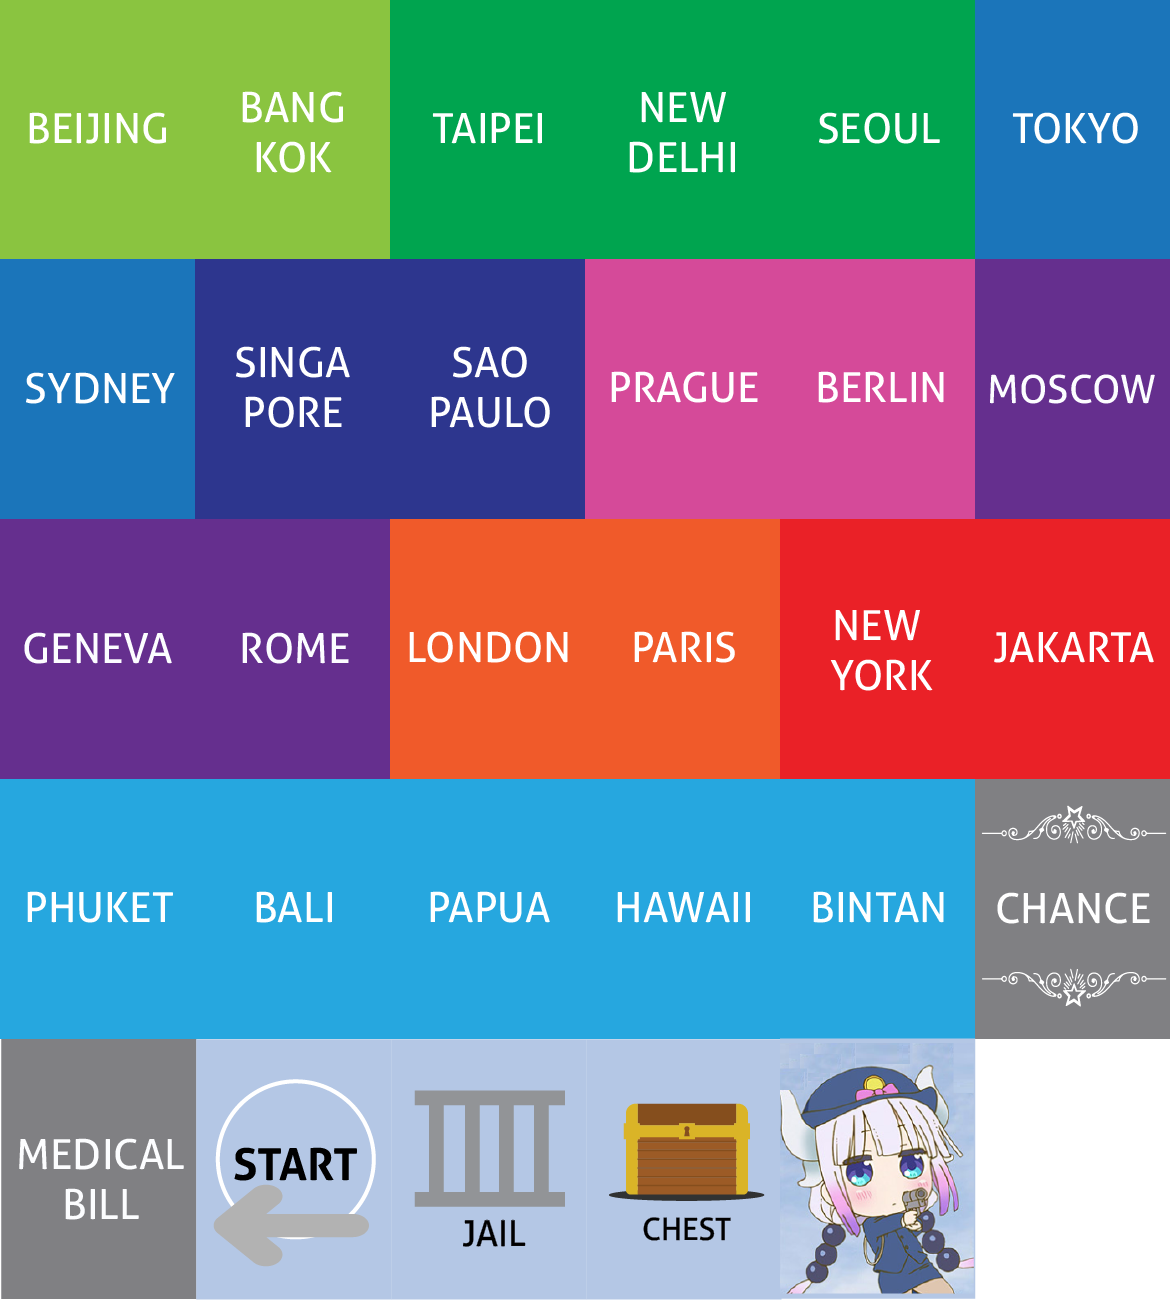 BEIJING
BANG
KOK
TAIPEI
NEW
DELHI
SEOUL
TOKYO
SYDNEY
SINGA
PORE
SAO
PAULO
PRAGUE
BERLIN
MOSCOW
GENEVA
ROME
LONDON
PARIS
NEW
YORK
JAKARTA
PHUKET
BALI
PAPUA
HAWAII
BINTAN
CHANCE
MEDICAL
BILL
START
JAIL
CHEST